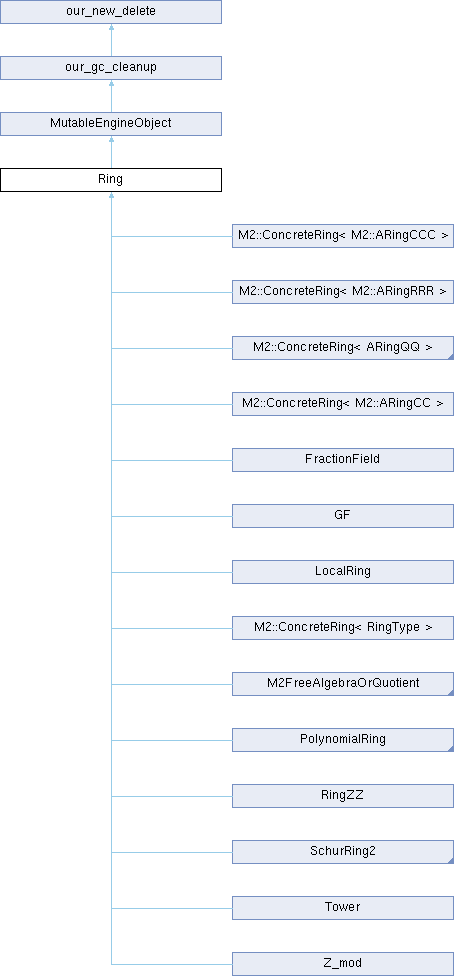 our_new_delete
our_gc_cleanup
MutableEngineObject
Ring
M2::ConcreteRing< M2::ARingCCC >
M2::ConcreteRing< M2::ARingRRR >
M2::ConcreteRing< ARingQQ >
M2::ConcreteRing< M2::ARingCC >
FractionField
GF
LocalRing
M2::ConcreteRing< RingType >
M2FreeAlgebraOrQuotient
PolynomialRing
RingZZ
SchurRing2
Tower
Z_mod